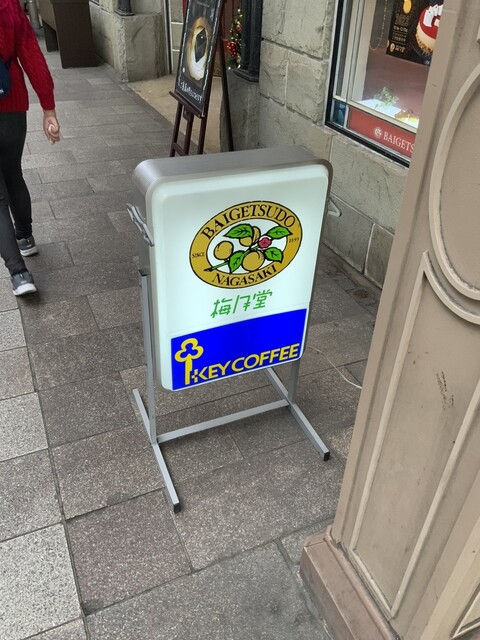 BAIGETSUDO
SINCE
NAGASAKI
梅月堂
KEY COFFEE
BAIGETS